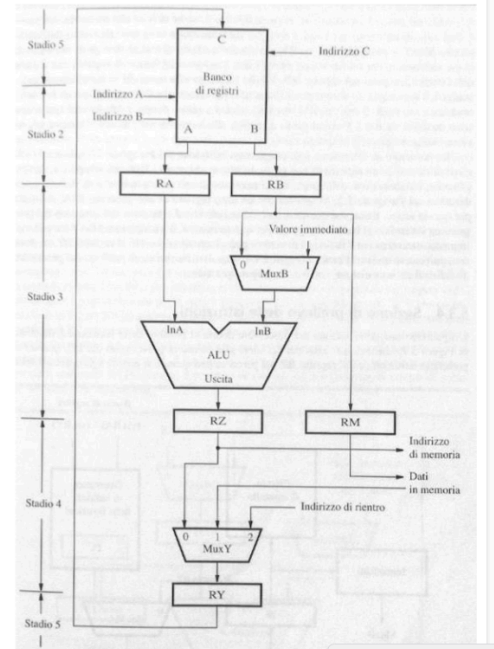 Stadio 5
C
Indirizzo C
Banco
di registri
Indirizzo A
Indirizzo B
Stadio 2
A B
RA RB
Valore immediato
0 1
MuxB
Stadio 3
InA InB
ALU
Uscita
RZ RM
Indirizzo
di memoria
Dati
in memoria
Indirizzo di rientro
Stadio 4
0 1 2
MuxY
RY
Stadio 5